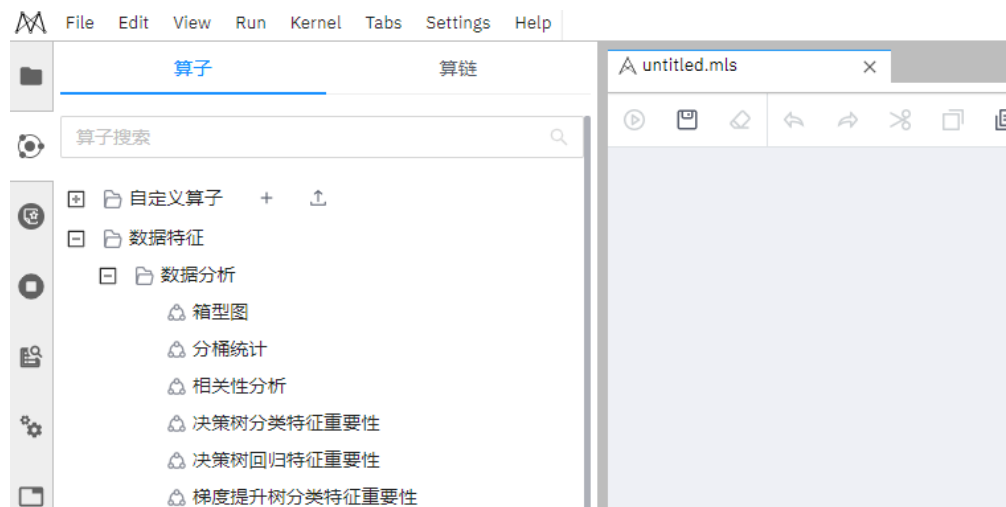 File Edit View Run Kernel Tabs Settings Help
算子 算链
untitled.mls
算子搜索
自定义算子
数据特征
数据分析
箱型图
分桶统计
相关性分析
决策树分类特征重要性
决策树回归特征重要性
梯度提升树分类特征重要性